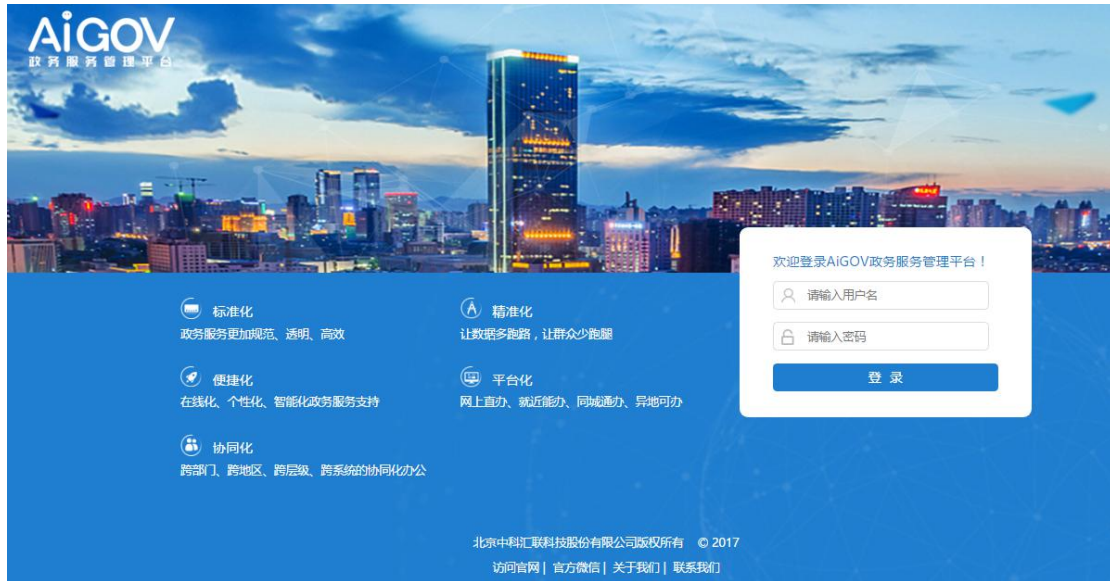 AiGOV
政务服务管理平台
欢迎登录AiGOV政务服务管理平台！
请输入用户名
请输入密码
登 录
标准化
政务服务更加规范、透明、高效
精准化
让数据多跑路，让群众少跑腿
便捷化
在线化、个性化、智能化政务服务支持
平台化
网上直办、就近能办、同城通办、异地可办
协同化
跨部门、跨地区、跨层级、跨系统的协同化办公
北京中科汇联科技股份有限公司版权所有 © 2017
访问官网| 官方微信| 关于我们| 联系我们